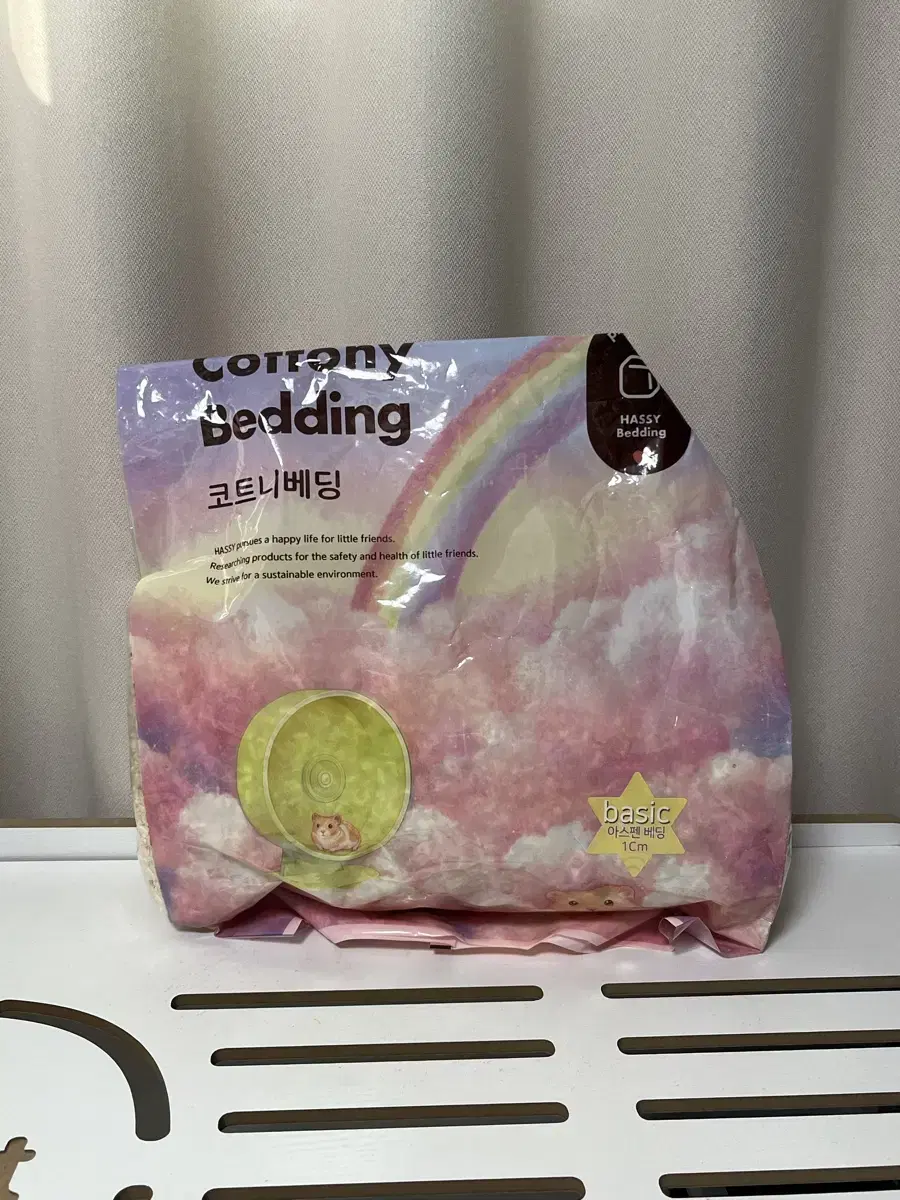 Cottony
Bedding
코트니베딩
HASSY pursues a happy life for little friends.
Researching products for the safety and health of little friends.
We strive for a sustainable environment.
HASSY
Bedding
basic
아스펜 베딩
1Cm